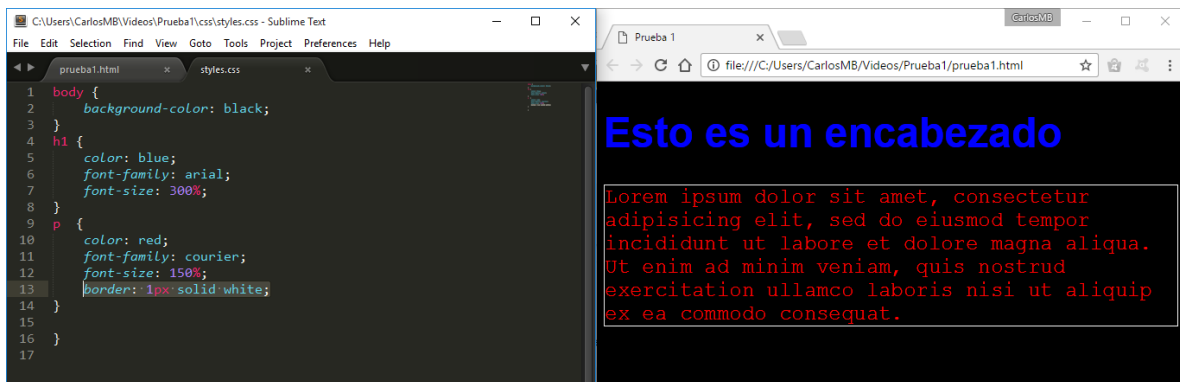 C:\Users\CarlosMB\Videos\Prueba1\css\styles.css - Sublime Text
File Edit Selection Find View Goto Tools Project Preferences Help
prueba1.html
styles.css
1 body {
2 background-color: black;
3 }
4 h1 {
5 color: blue;
6 font-family: arial;
7 font-size: 300%;
8 }
9 p {
10 color: red;
11 font-family: courier;
12 font-size: 150%;
13 border: 1px solid white;
14 }
15
16 }
17
CarlosMB
Prueba 1
file:///C:/Users/CarlosMB/Videos/Prueba1/prueba1.html
Esto es un encabezado
Lorem ipsum dolor sit amet, consectetur
adipisicing elit, sed do eiusmod tempor
incididunt ut labore et dolore magna aliqua.
Ut enim ad minim veniam, quis nostrud
exercitation ullamco laboris nisi ut aliquip
ex ea commodo consequat.